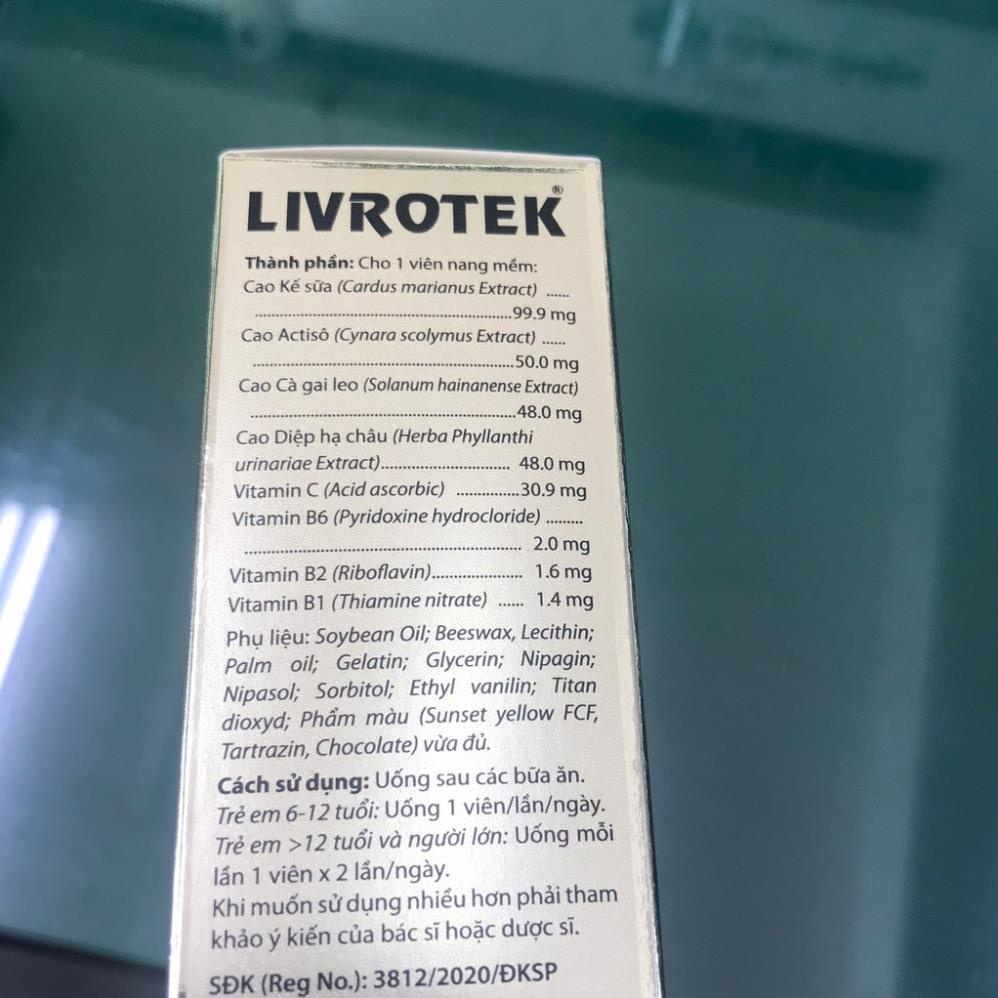 LIVROTEK®
Thành phần: Cho 1 viên nang mềm:
Cao Kế sữa (Cardus marianus Extract) ......
..........................................................99.9 mg
Cao Actisô (Cynara scolymus Extract) ......
...........................................................50.0 mg
Cao Cà gai leo (Solanum hainanense Extract)
............................................................48.0 mg
Cao Diệp hạ châu (Herba Phyllanthi
urinariae Extract)............................. 48.0 mg
Vitamin C (Acid ascorbic) ...............30.9 mg
Vitamin B6 (Pyridoxine hydrocloride) .........
............................................................... 2.0 mg
Vitamin B2 (Riboflavin)..................... 1.6 mg
Vitamin B1 (Thiamine nitrate) ...... 1.4 mg
Phụ liệu: Soybean Oil; Beeswax, Lecithin;
Palm oil; Gelatin; Glycerin; Nipagin;
Nipasol; Sorbitol; Ethyl vanilin; Titan
dioxyd; Phẩm màu (Sunset yellow FCF,
Tartrazin, Chocolate) vừa đủ.
Cách sử dụng: Uống sau các bữa ăn.
Trẻ em 6-12 tuổi: Uống 1 viên/lần/ngày.
Trẻ em >12 tuổi và người lớn: Uống mỗi
lần 1 viên x 2 lần/ngày.
Khi muốn sử dụng nhiều hơn phải tham
khảo ý kiến của bác sĩ hoặc dược sĩ.
SĐK (Reg No.): 3812/2020/ĐKSP